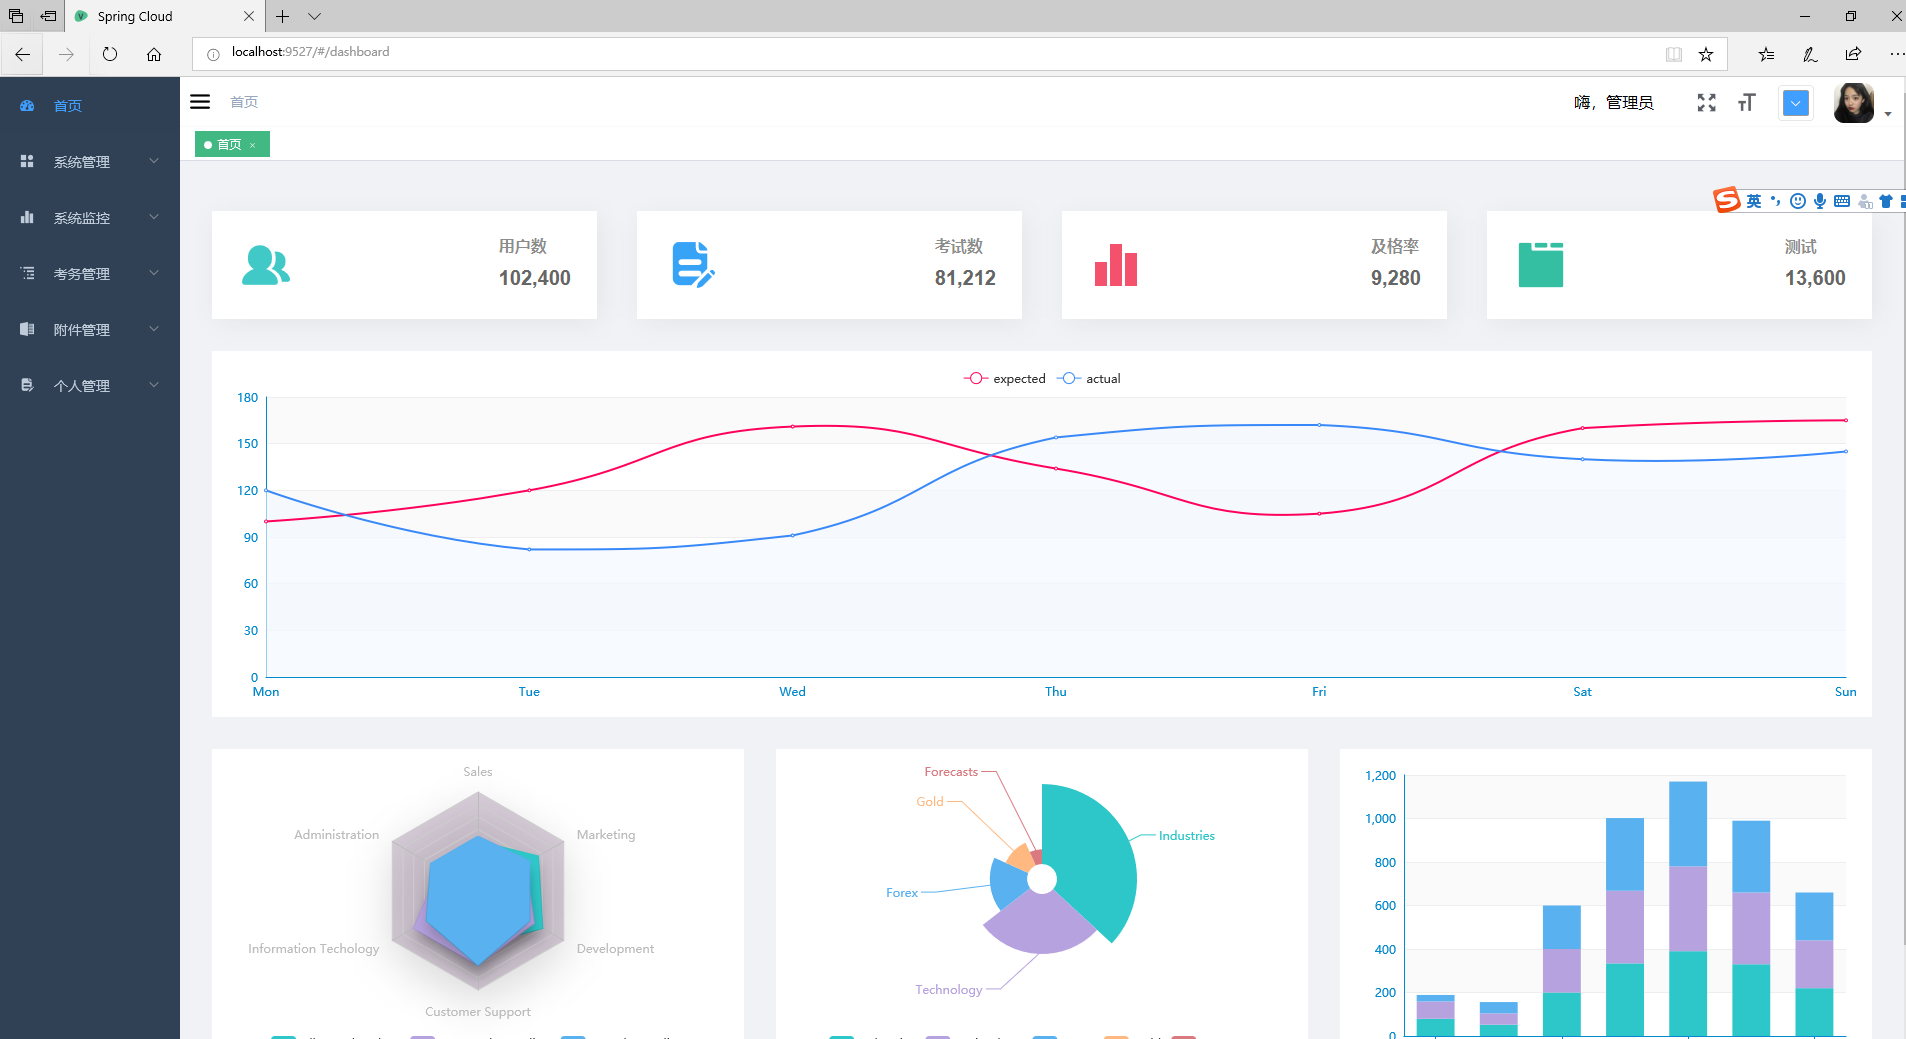 Spring Cloud
localhost:9527/#/dashboard
首页
首页
嗨，管理员
首页 ×
系统管理
系统监控
考务管理
附件管理
个人管理
英
用户数
102,400
考试数
81,212
及格率
9,280
测试
13,600
expected actual
180
150
120
90
60
30
0
Mon Tue Wed Thu Fri Sat Sun
Sales
Administration
Marketing
Information Techology
Development
Customer Support
Forecasts
Gold
Industries
Forex
Technology
1,200
1,000
800
600
400
200
0